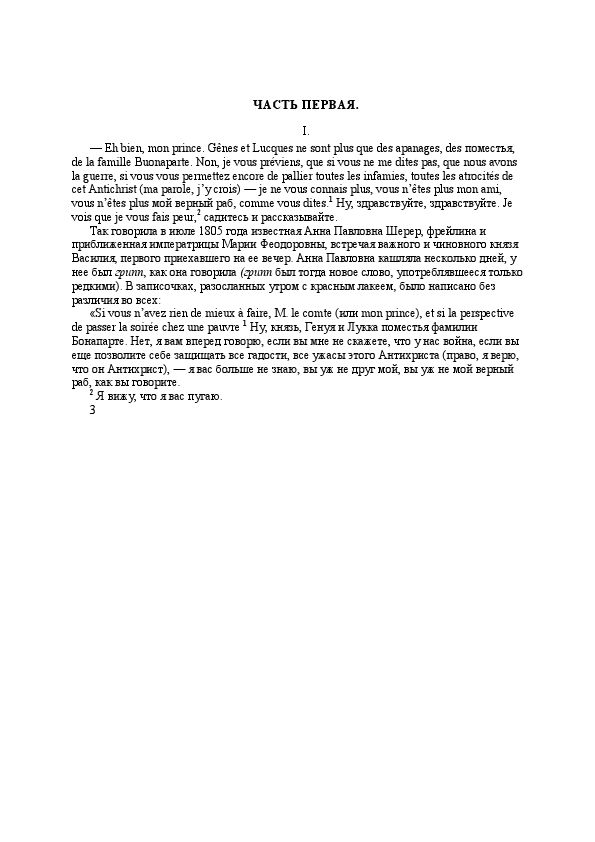 ЧАСТЬ ПЕРВАЯ.
I.
— Eh bien, mon prince. Gênes et Lucques ne sont plus que des apanages, des поместья,
de la famille Buonaparte. Non, je vous préviens, que si vous ne me dites pas, que nous avons
la guerre, si vous vous permettez encore de pallier toutes les infamies, toutes les atrocités de
cet Antichrist (ma parole, j’y crois) — je ne vous connais plus, vous n’êtes plus mon ami,
vous n’êtes plus мой верный раб, comme vous dites.¹ Ну, здравствуйте, здравствуйте. Je
vois que je vous fais peur,² садитесь и рассказывайте.
Так говорила в июле 1805 года известная Анна Павловна Шерер, фрейлина и
приближенная императрицы Марии Феодоровны, встречая важного и чиновного князя
Василия, первого приехавшего на ее вечер. Анна Павловна кашляла несколько дней, у
нее был грипп, как она говорила (грипп был тогда новое слово, употреблявшееся только
редкими). В записочках, разосланных утром с красным лакеем, было написано без
различия во всех:
«Si vous n’avez rien de mieux à faire, M. le comte (или mon prince), et si la perspective
de passer la soirée chez une pauvre ¹ Ну, князь, Генуя и Лукка поместья фамилии
Бонапарте. Нет, я вам вперед говорю, если вы мне не скажете, что у нас война, если вы
еще позволите себе защищать все гадости, все ужасы этого Антихриста (право, я верю,
что он Антихрист), — я вас больше не знаю, вы уж не друг мой, вы уж не мой верный
раб, как вы говорите.
² Я вижу, что я вас пугаю.
3